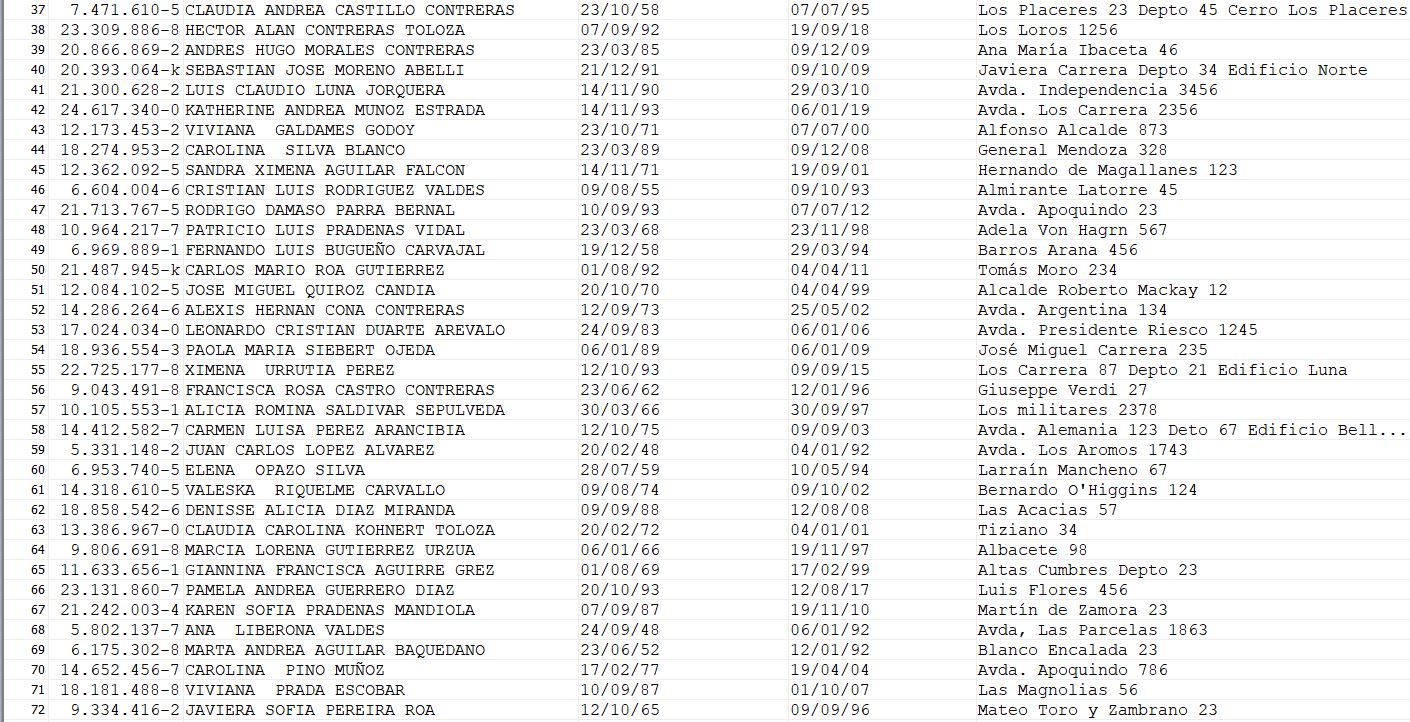 37 7.471.610-5 CLAUDIA ANDREA CASTILLO CONTRERAS 23/10/58 07/07/95 Los Placeres 23 Depto 45 Cerro Los Placeres
38 23.309.886-8 HECTOR ALAN CONTRERAS TOLOZA 07/09/92 19/09/18 Los Loros 1256
39 20.866.869-2 ANDRES HUGO MORALES CONTRERAS 23/03/85 09/12/09 Ana María Ibaceta 46
40 20.393.064-k SEBASTIAN JOSE MORENO ABELLI 21/12/91 09/10/09 Javiera Carrera Depto 34 Edificio Norte
41 21.300.628-2 LUIS CLAUDIO LUNA JORQUERA 14/11/90 29/03/10 Avda. Independencia 3456
42 24.617.340-0 KATHERINE ANDREA MUNOZ ESTRADA 14/11/93 06/01/19 Avda. Los Carrera 2356
43 12.173.453-2 VIVIANA  GALDAMES GODOY 23/10/71 07/07/00 Alfonso Alcalde 873
44 18.274.953-2 CAROLINA  SILVA BLANCO 23/03/89 09/12/08 General Mendoza 328
45 12.362.092-5 SANDRA XIMENA AGUILAR FALCON 14/11/71 19/09/01 Hernando de Magallanes 123
46 6.604.004-6 CRISTIAN LUIS RODRIGUEZ VALDES 09/08/55 09/10/93 Almirante Latorre 45
47 21.713.767-5 RODRIGO DAMASO PARRA BERNAL 10/09/93 07/07/12 Avda. Apoquindo 23
48 10.964.217-7 PATRICIO LUIS PRADENAS VIDAL 23/03/68 23/11/98 Adela Von Hagrn 567
49 6.969.889-1 FERNANDO LUIS BUGUEÑO CARVAJAL 19/12/58 29/03/94 Barros Arana 456
50 21.487.945-k CARLOS MARIO ROA GUTIERREZ 01/08/92 04/04/11 Tomás Moro 234
51 12.084.102-5 JOSE MIGUEL QUIROZ CANDIA 20/10/70 04/04/99 Alcalde Roberto Mackay 12
52 14.286.264-6 ALEXIS HERNAN CONA CONTRERAS 12/09/73 25/05/02 Avda. Argentina 134
53 17.024.034-0 LEONARDO CRISTIAN DUARTE AREVALO 24/09/83 06/01/06 Avda. Presidente Riesco 1245
54 18.936.554-3 PAOLA MARIA SIEBERT OJEDA 06/01/89 06/01/09 José Miguel Carrera 235
55 22.725.177-8 XIMENA  URRUTIA PEREZ 12/10/93 09/09/15 Los Carrera 87 Depto 21 Edificio Luna
56 9.043.491-8 FRANCISCA ROSA CASTRO CONTRERAS 23/06/62 12/01/96 Giuseppe Verdi 27
57 10.105.553-1 ALICIA ROMINA SALDIVAR SEPULVEDA 30/03/66 30/09/97 Los militares 2378
58 14.412.582-7 CARMEN LUISA PEREZ ARANCIBIA 12/10/75 09/09/03 Avda. Alemania 123 Deto 67 Edificio Bell...
59 5.331.148-2 JUAN CARLOS LOPEZ ALVAREZ 20/02/48 04/01/92 Avda. Los Aromos 1743
60 6.953.740-5 ELENA  OPAZO SILVA 28/07/59 10/05/94 Larraín Mancheno 67
61 14.318.610-5 VALESKA  RIQUELME CARVALLO 09/08/74 09/10/02 Bernardo O'Higgins 124
62 18.858.542-6 DENISSE ALICIA DIAZ MIRANDA 09/09/88 12/08/08 Las Acacias 57
63 13.386.967-0 CLAUDIA CAROLINA KOHNERT TOLOZA 20/02/72 04/01/01 Tiziano 34
64 9.806.691-8 MARCIA LORENA GUTIERREZ URZUA 06/01/66 19/11/97 Albacete 98
65 11.633.656-1 GIANNINA FRANCISCA AGUIRRE GREZ 01/08/69 17/02/99 Altas Cumbres Depto 23
66 23.131.860-7 PAMELA ANDREA GUERRERO DIAZ 20/10/93 12/08/17 Luis Flores 456
67 21.242.003-4 KAREN SOFIA PRADENAS MANDIOLA 07/09/87 19/11/10 Martín de Zamora 23
68 5.802.137-7 ANA  LIBERONA VALDES 24/09/48 06/01/92 Avda, Las Parcelas 1863
69 6.175.302-8 MARTA ANDREA AGUILAR BAQUEDANO 23/06/52 12/01/92 Blanco Encalada 23
70 14.652.456-7 CAROLINA  PINO MUÑOZ 17/02/77 19/04/04 Avda. Apoquindo 786
71 18.181.488-8 VIVIANA  PRADA ESCOBAR 10/09/87 01/10/07 Las Magnolias 56
72 9.334.416-2 JAVIERA SOFIA PEREIRA ROA 12/10/65 09/09/96 Mateo Toro y Zambrano 23